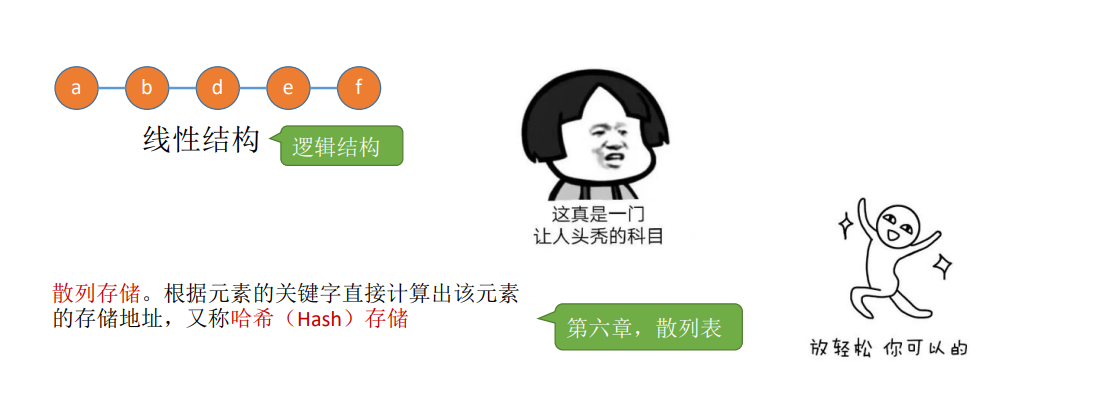 a b d e f
线性结构
逻辑结构
这真是一门
让人头秃的科目
散列存储。根据元素的关键字直接计算出该元素
的存储地址，又称哈希（Hash）存储
第六章，散列表
放轻松 你可以的